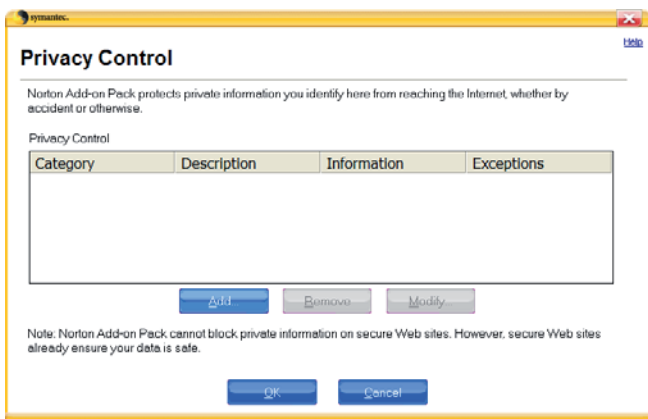 symantec.
Help
Privacy Control
Norton Add-on Pack protects private information you identify here from reaching the Internet, whether by
accident or otherwise.
Privacy Control
Category Description Information Exceptions
Add Remove Modify...
Note: Norton Add-on Pack cannot block private information on secure Web sites. However, secure Web sites
already ensure your data is safe.
OK Cancel